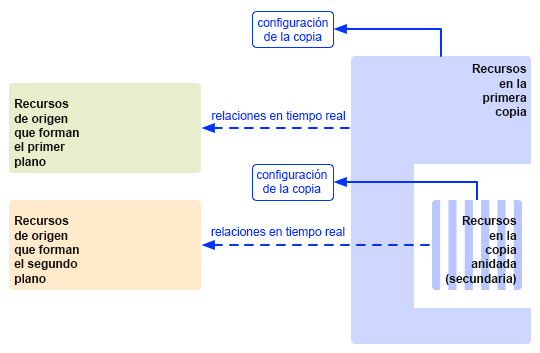 configuración
de la copia
Recursos
en la
primera
copia
Recursos
de origen
que forman
el primer
plano
relaciones en tiempo real
configuración
de la copia
Recursos
de origen
que forman
el segundo
plano
relaciones en tiempo real
Recursos
en la
copia
anidada
(secundaria)